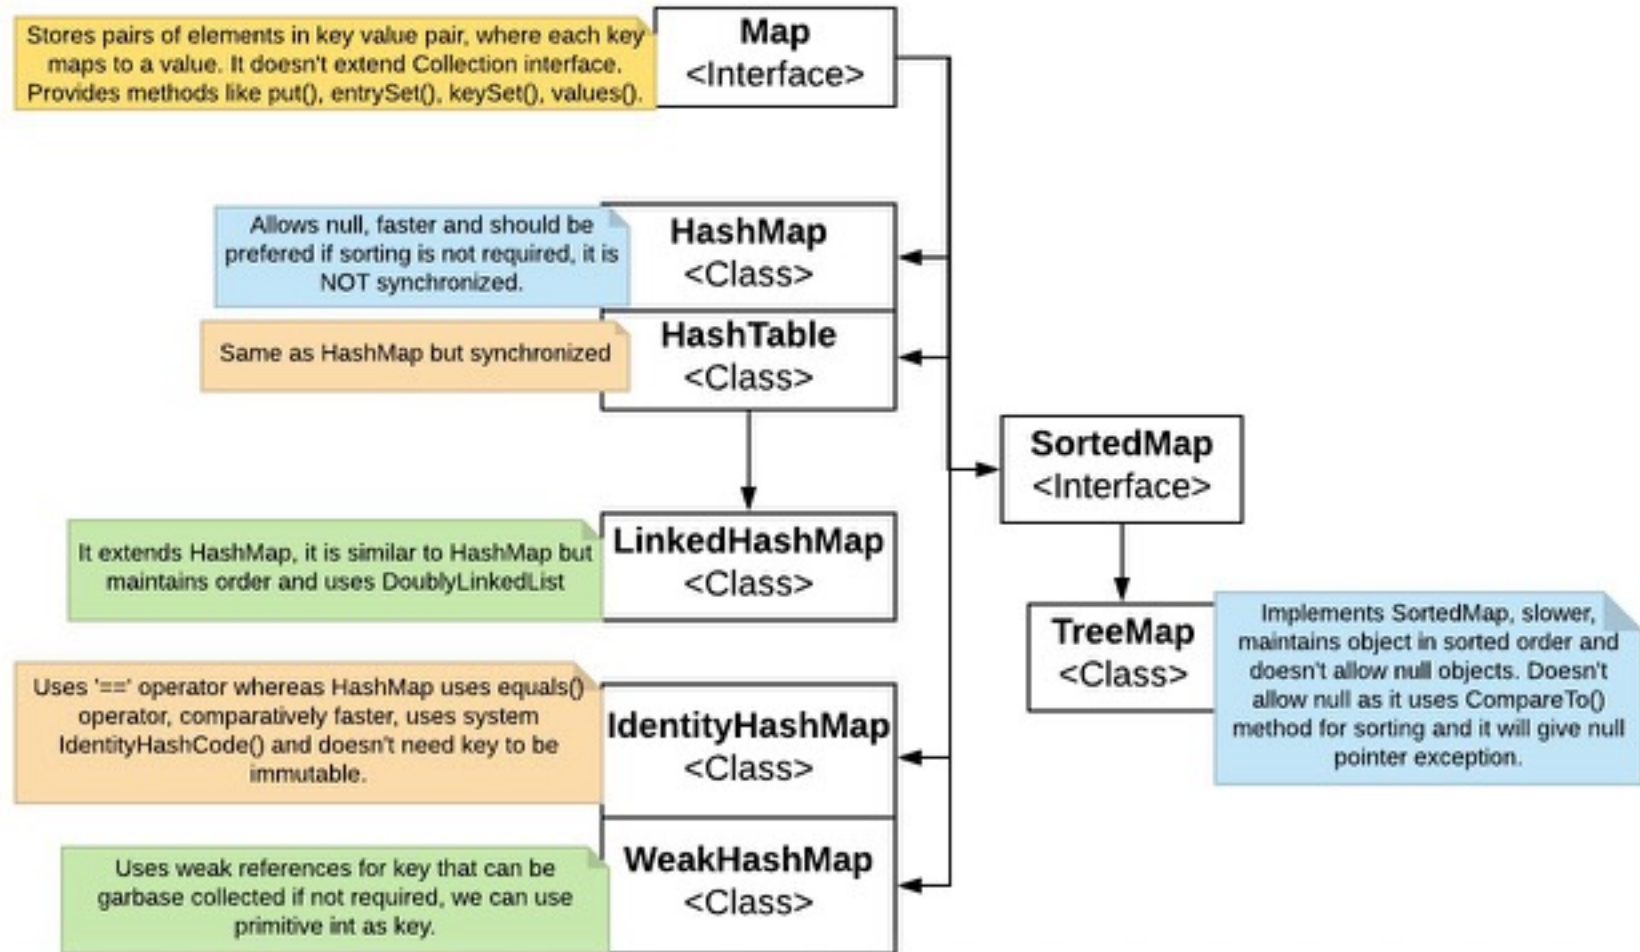 Stores pairs of elements in key value pair, where each key
maps to a value. It doesn't extend Collection interface.
Provides methods like put(), entrySet(), keySet(), values().
Map
<Interface>
Allows null, faster and should be
prefered if sorting is not required, it is
NOT synchronized.
HashMap
<Class>
Same as HashMap but synchronized
HashTable
<Class>
SortedMap
<Interface>
It extends HashMap, it is similar to HashMap but
maintains order and uses DoublyLinkedList
LinkedHashMap
<Class>
TreeMap
<Class>
Implements SortedMap, slower,
maintains object in sorted order and
doesn't allow null objects. Doesn't
allow null as it uses CompareTo()
method for sorting and it will give null
pointer exception.
Uses '==' operator whereas HashMap uses equals()
operator, comparatively faster, uses system
IdentityHashCode() and doesn't need key to be
immutable.
IdentityHashMap
<Class>
Uses weak references for key that can be
garbase collected if not required, we can use
primitive int as key.
WeakHashMap
<Class>